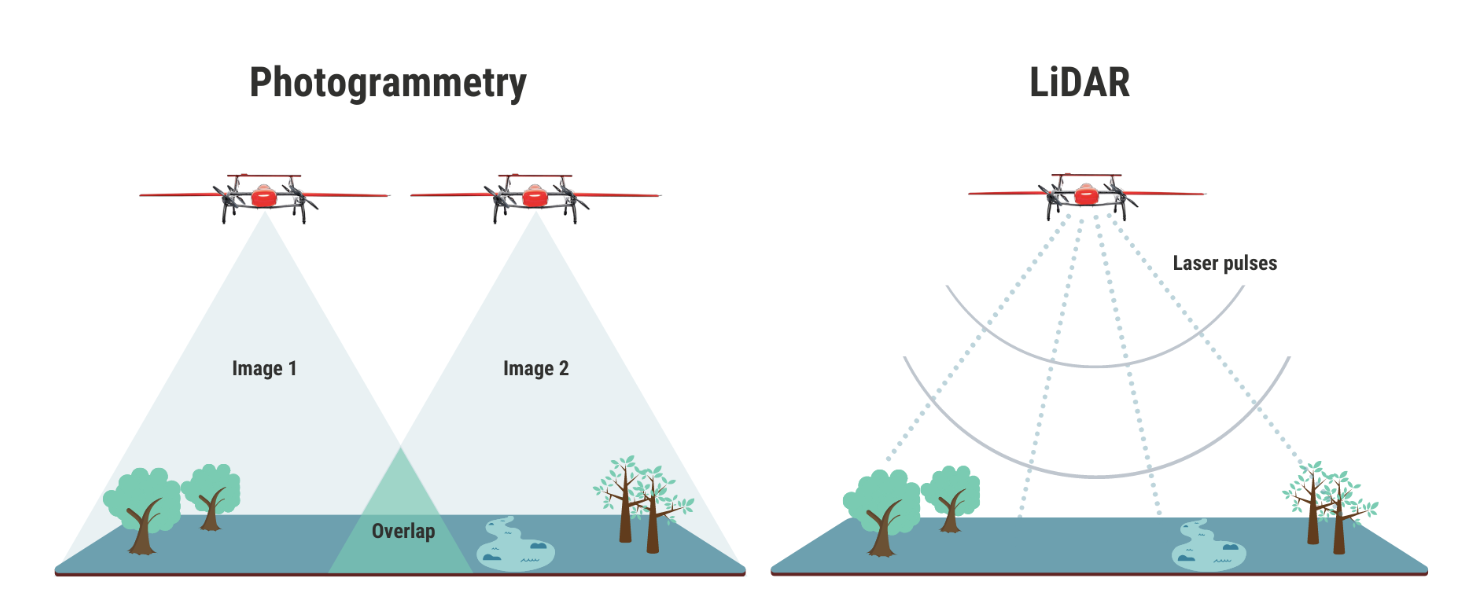 Photogrammetry
LiDAR
Laser pulses
Image 1
Image 2
Overlap